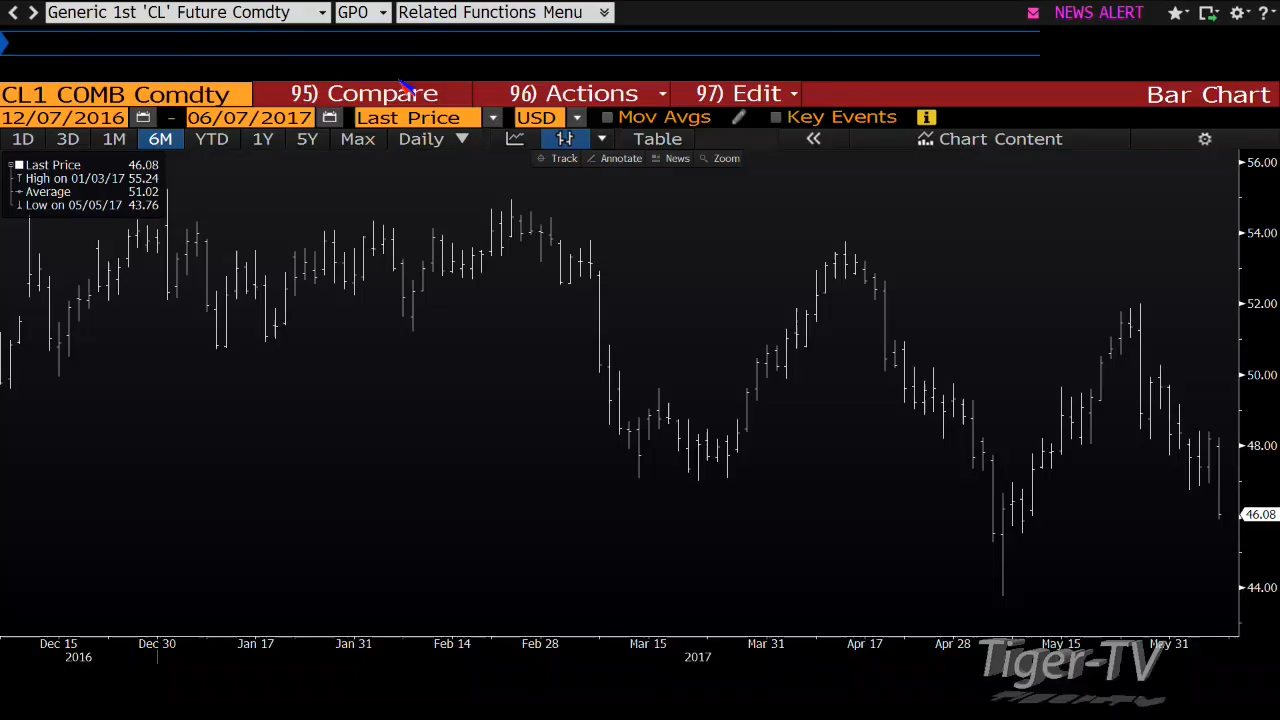 Generic 1st 'CL' Future Comdty GPO Related Functions Menu NEWS ALERT ?
CL1 COMB Comdty 95) Compare 96) Actions 97) Edit Bar Chart
12/07/2016 - 06/07/2017 Last Price USD Mov Avgs Key Events i
1D 3D 1M 6M YTD 1Y 5Y Max Daily Table « Chart Content
Track Annotate News Zoom
Last Price 46.08
High on 01/03/17 55.24
Average 51.02
Low on 05/05/17 43.76
56.00
54.00
52.00
50.00
48.00
46.08
44.00
Dec 15 Dec 30 Jan 17 Jan 31 Feb 14 Feb 28 Mar 15 Mar 31 Apr 17 Apr 28 May 15 May 31
2016 2017
Tiger-TV